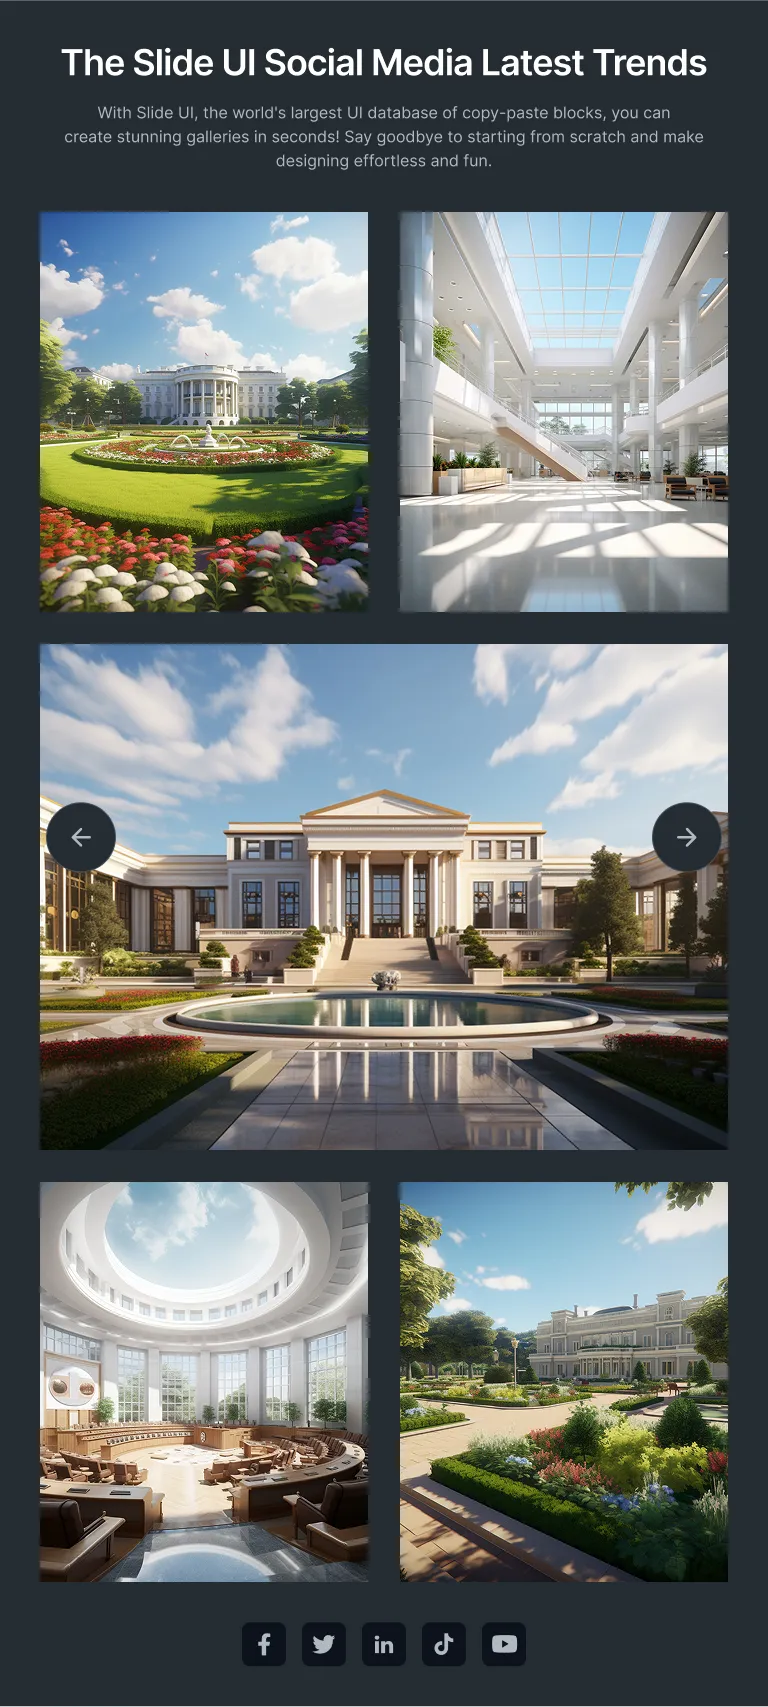 The Slide UI Social Media Latest Trends
With Slide UI, the world's largest UI database of copy-paste blocks, you can
create stunning galleries in seconds! Say goodbye to starting from scratch and make
designing effortless and fun.